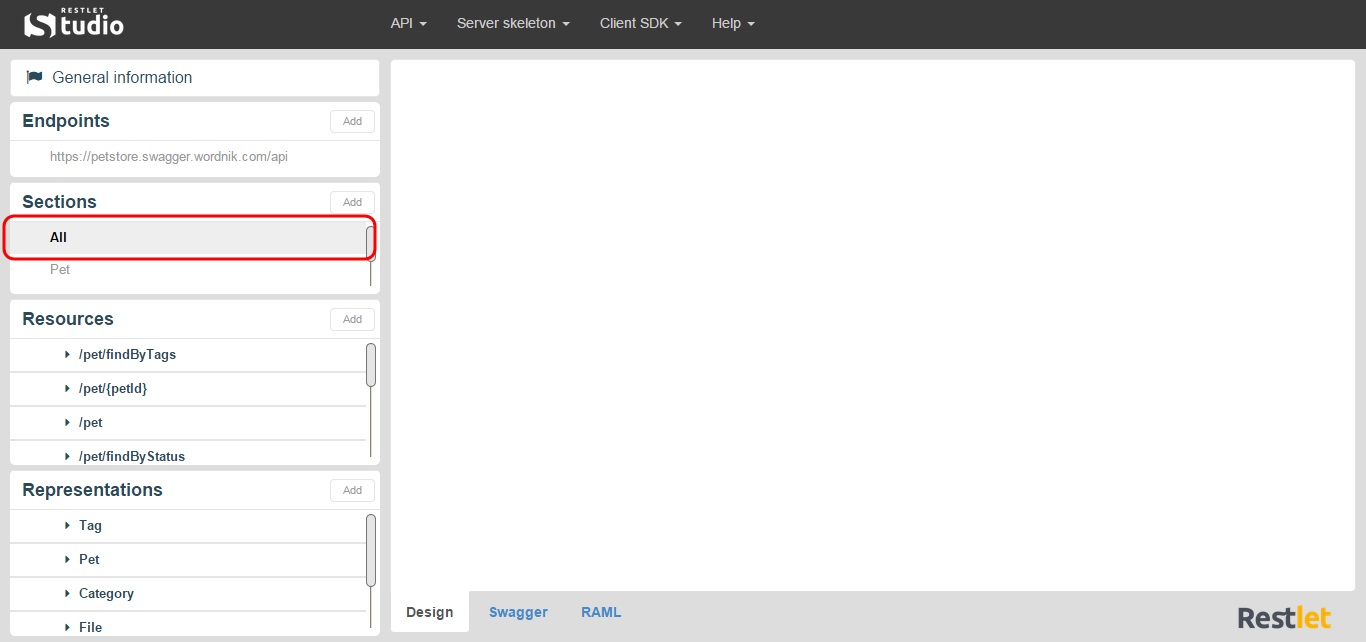 RESTLET
Studio
API
Server skeleton
Client SDK
Help
General information
Endpoints
Add
https://petstore.swagger.wordnik.com/api
Sections
Add
All
Pet
Resources
Add
/pet/findByTags
/pet/{petId}
/pet
/pet/findByStatus
Representations
Add
Tag
Pet
Category
File
Design
Swagger
RAML
Restlet